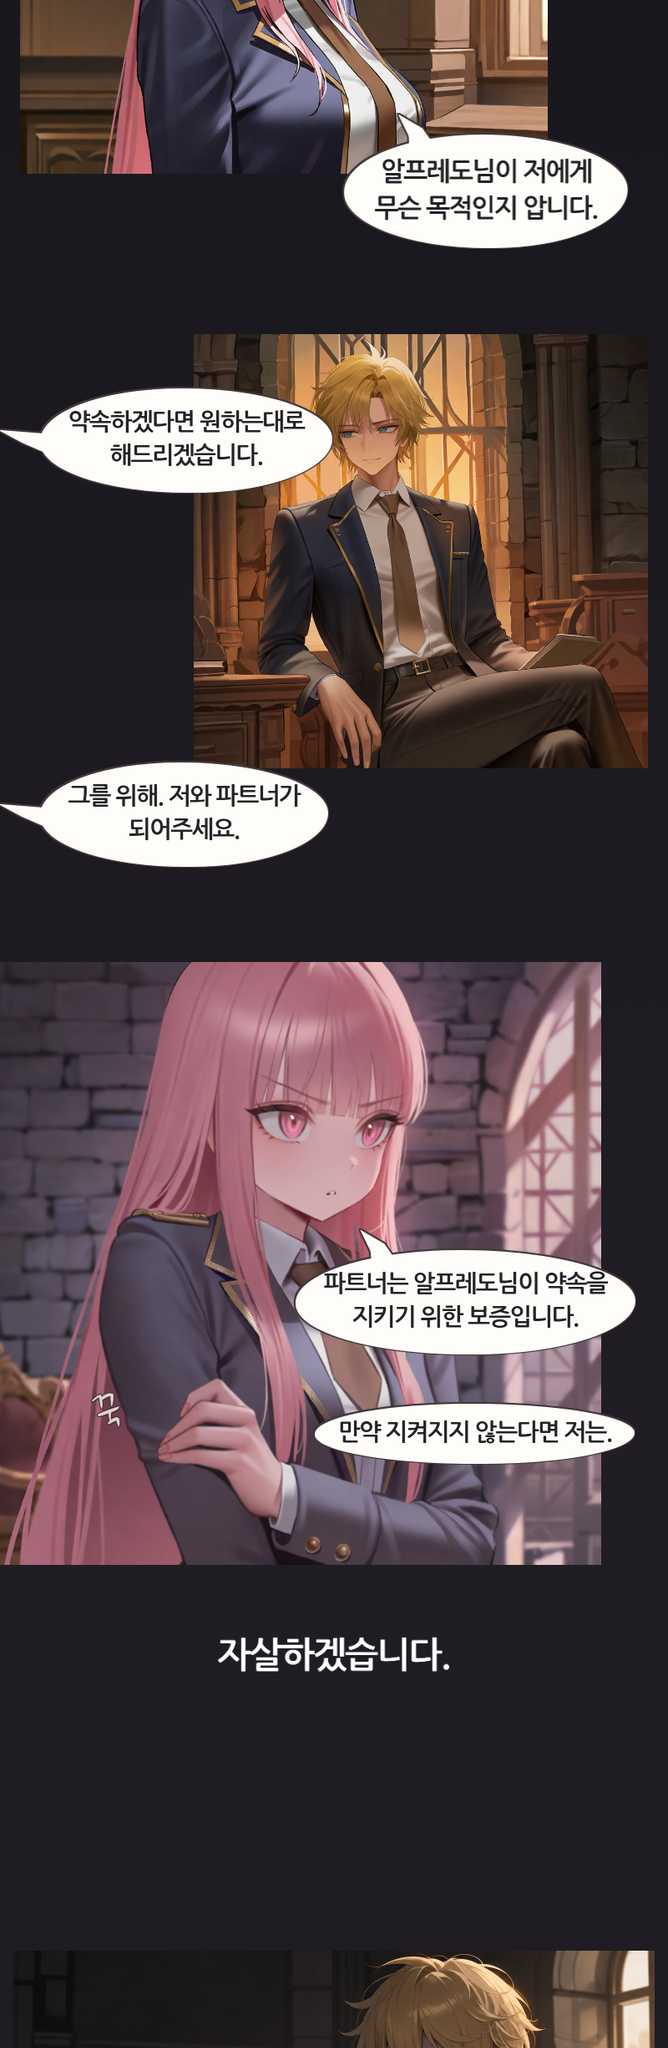 알프레도님이 저에게
무슨 목적인지 압니다.
약속하겠다면 원하는대로
해드리겠습니다.
그를 위해. 저와 파트너가
되어주세요.
파트너는 알프레도님이 약속을
지키기 위한 보증입니다.
꾹
만약 지켜지지 않는다면 저는.
자살하겠습니다.